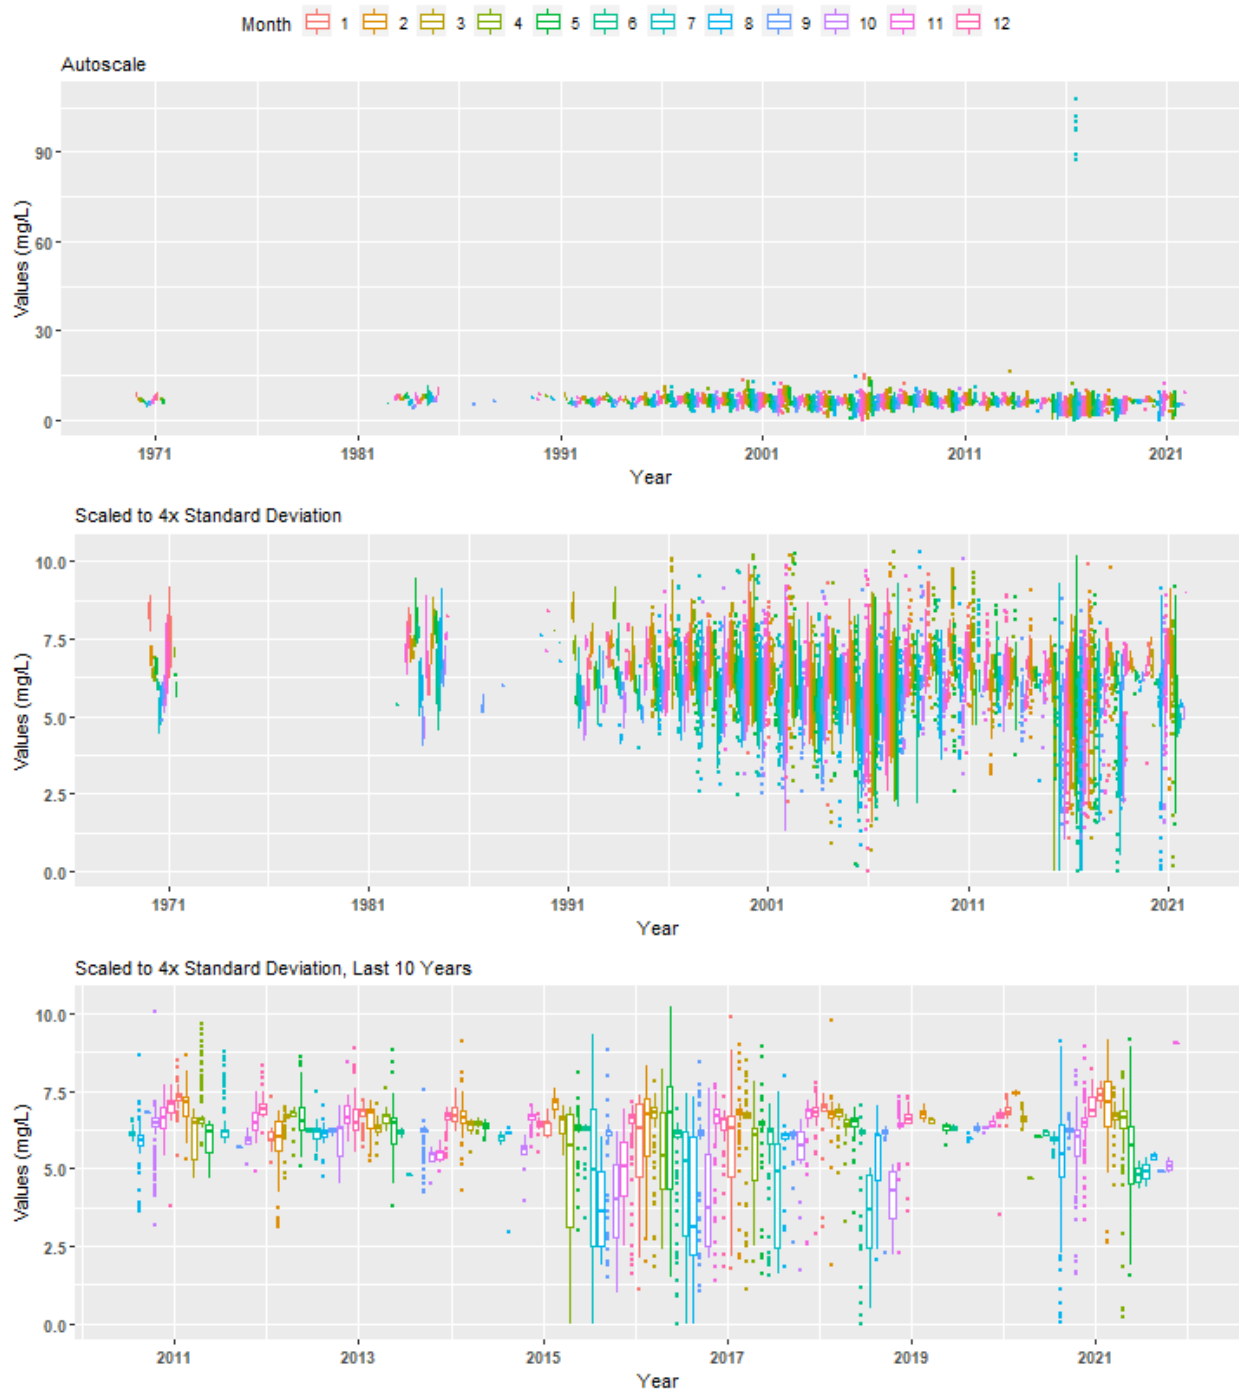 Month 1 2 3 4 5 6 7 8 9 10 11 12
Autoscale
90
60
30
0
Values (mg/L)
1971 1981 1991 2001 2011 2021
Year
Scaled to 4x Standard Deviation
10.0
7.5
5.0
2.5
0.0
Values (mg/L)
1971 1981 1991 2001 2011 2021
Year
Scaled to 4x Standard Deviation, Last 10 Years
10.0
7.5
5.0
2.5
0.0
Values (mg/L)
2011 2013 2015 2017 2019 2021
Year